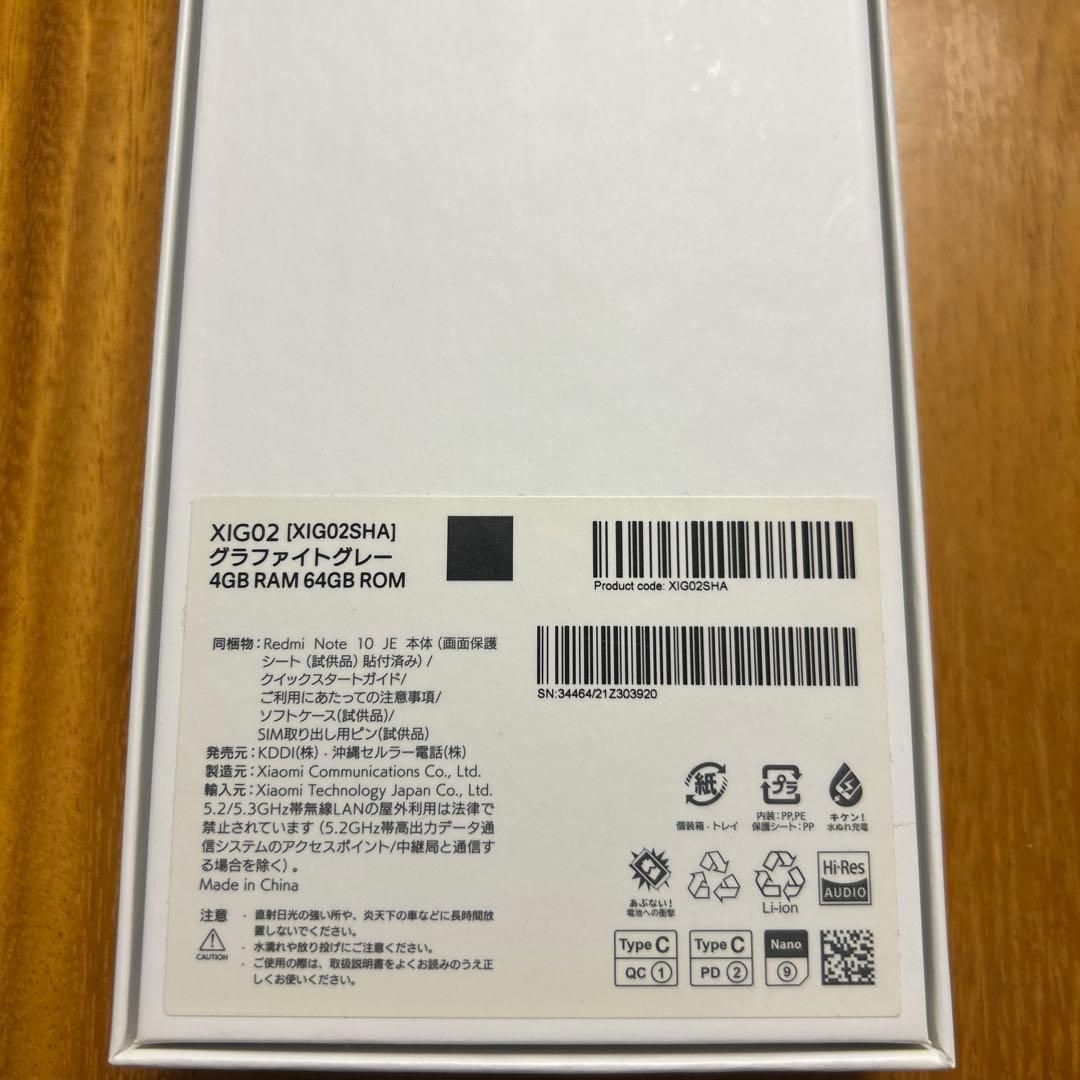 XIG02 [XIG02SHA]
グラファイトグレー
4GB RAM 64GB ROM
Product code: XIG02SHA
SN:34464/21Z303920
同梱物:Redmi Note 10 JE 本体(画面保護
シート(試供品)貼付済み)/
クイックスタートガイド/
ご利用にあたっての注意事項/
ソフトケース(試供品)/
SIM取り出し用ピン(試供品)
発売元:KDDI(株)・沖縄セルラー電話(株)
製造元:Xiaomi Communications Co., Ltd.
輸入元:Xiaomi Technology Japan Co., Ltd.
5.2/5.3GHz帯無線LANの屋外利用は法律で
禁止されています(5.2GHz帯高出力データ通
信システムのアクセスポイント/中継局と通信す
る場合を除く)。
Made in China
注意
CAUTION
・直射日光の強い所や、炎天下の車などに長時間放
置しないでください。
・水濡れや放り投げにご注意ください。
・ご使用の際は、取扱説明書をよくお読みのうえ正
しくお使いください。
紙
個装箱・トレイ
プラ
内装:PP,PE
保護シート:PP
キケン!
水ぬれ充電
あぶない!
電池への衝撃
Li-ion
Hi-Res
AUDIO
Type C
QC ①
Type C
PD ②
Nano
⑨